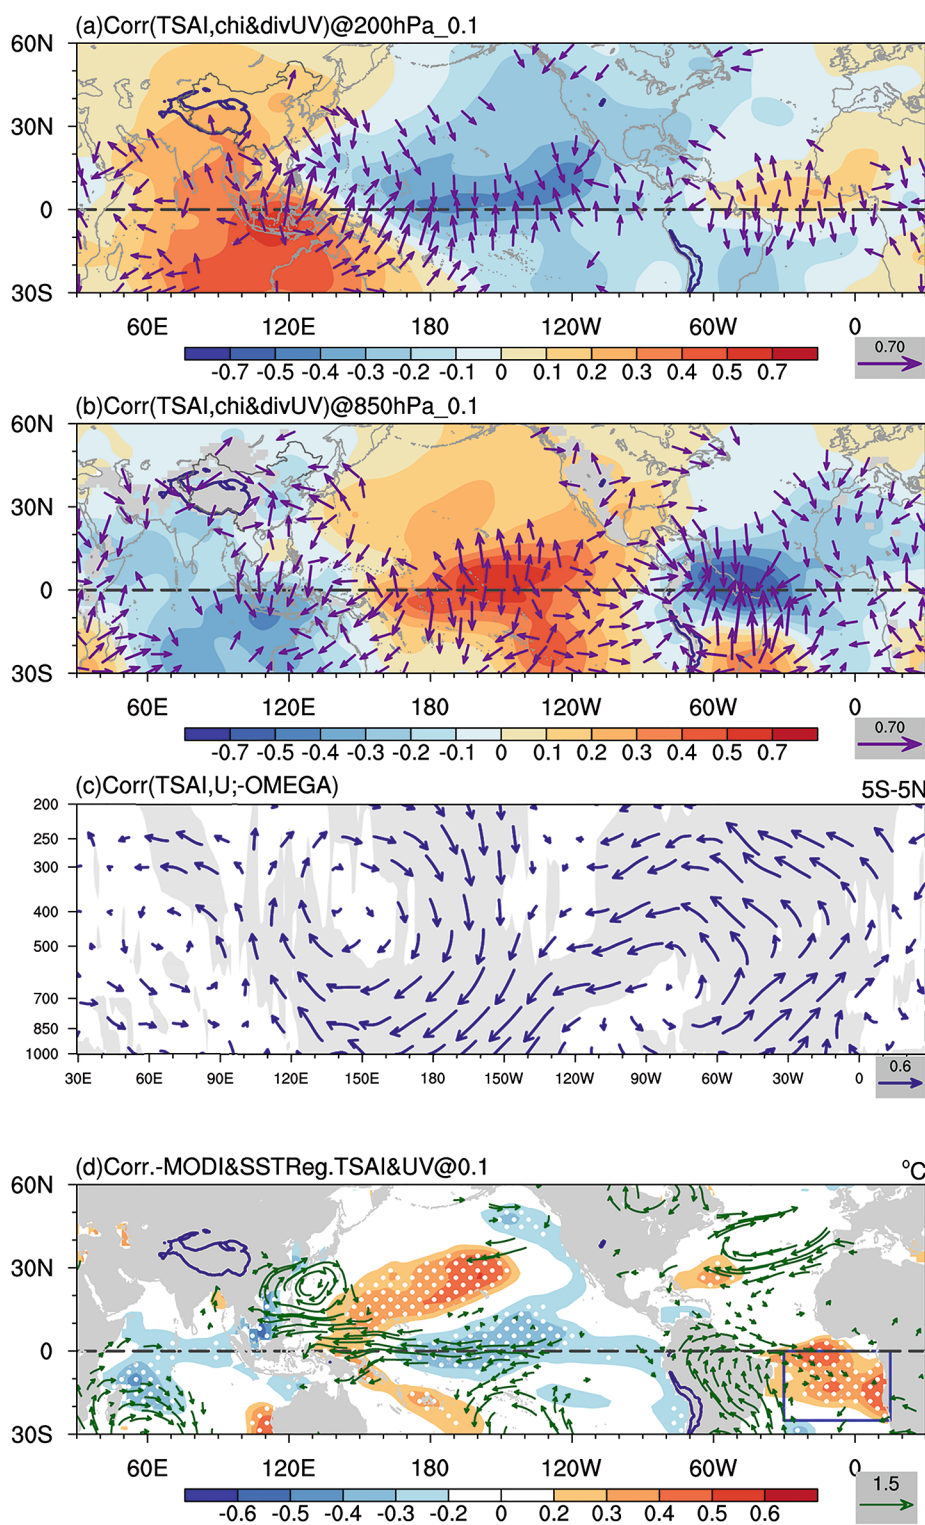 (a)Corr(TSAI,chi&divUV)@200hPa_0.1
60N
30N
0
30S
60E 120E 180 120W 60W 0
-0.7 -0.5 -0.4 -0.3 -0.2 -0.1 0 0.1 0.2 0.3 0.4 0.5 0.7
0.70
(b)Corr(TSAI,chi&divUV)@850hPa_0.1
60N
30N
0
30S
60E 120E 180 120W 60W 0
-0.7 -0.5 -0.4 -0.3 -0.2 -0.1 0 0.1 0.2 0.3 0.4 0.5 0.7
0.70
(c)Corr(TSAI,U;-OMEGA) 5S-5N
200
250
300
400
500
700
850
1000
30E 60E 90E 120E 150E 180 150W 120W 90W 60W 30W 0
0.6
(d)Corr.-MODI&SSTReg.TSAI&UV@0.1 °C
60N
30N
0
30S
60E 120E 180 120W 60W 0
-0.6 -0.5 -0.4 -0.3 -0.2 0 0.2 0.3 0.4 0.5 0.6
1.5